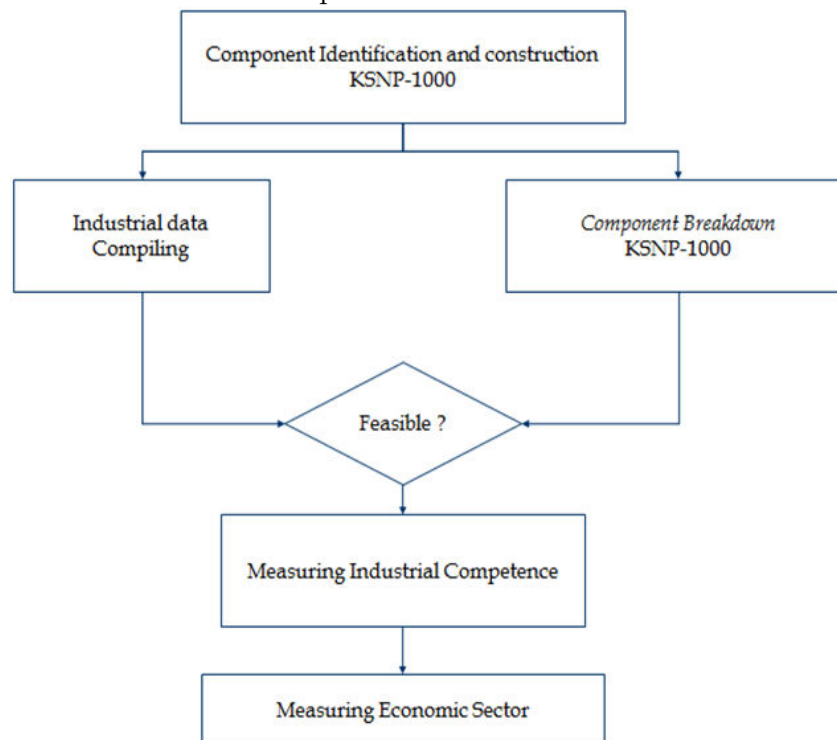 Component Identification and construction
KSNP-1000
Industrial data
Compiling
Component Breakdown
KSNP-1000
Feasible ?
Measuring Industrial Competence
Measuring Economic Sector